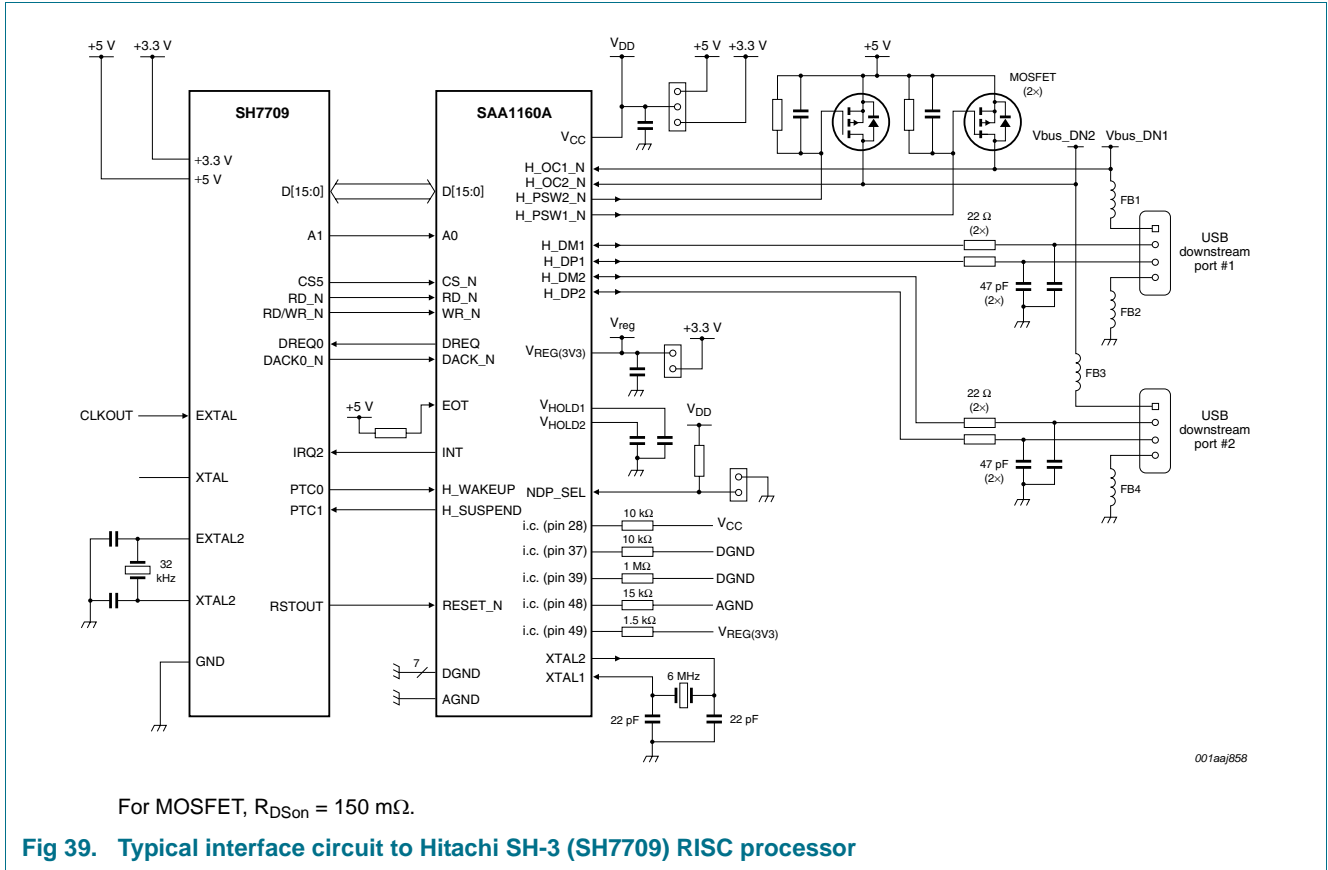 +5 V
+3.3 V
SH7709
+3.3 V
+5 V
D[15:0]
A1
CS5
RD_N
RD/WR_N
DREQ0
DACK0_N
CLKOUT
EXTAL
IRQ2
XTAL
PTC0
PTC1
EXTAL2
32
kHz
XTAL2
RSTOUT
GND
SAA1160A
D[15:0]
A0
CS_N
RD_N
WR_N
DREQ
DACK_N
+5 V
EOT
INT
H_WAKEUP
H_SUSPEND
RESET_N
7
DGND
AGND
VCC
H_OC1_N
H_OC2_N
H_PSW2_N
H_PSW1_N
H_DM1
H_DP1
H_DM2
H_DP2
VREG(3V3)
VHOLD1
VHOLD2
NDP_SEL
i.c. (pin 28)
i.c. (pin 37)
i.c. (pin 39)
i.c. (pin 48)
i.c. (pin 49)
XTAL2
XTAL1
VDD
+5 V
+3.3 V
Vreg
+3.3 V
VDD
10 kΩ
VCC
10 kΩ
DGND
1 MΩ
DGND
15 kΩ
AGND
1.5 kΩ
VREG(3V3)
6 MHz
22 pF
22 pF
+5 V
MOSFET
(2×)
Vbus_DN2
Vbus_DN1
FB1
22 Ω
(2×)
USB
downstream
port #1
47 pF
(2×)
FB2
FB3
22 Ω
(2×)
USB
downstream
port #2
47 pF
(2×)
FB4
001aaj858
For MOSFET, RDSon = 150 mΩ.
Fig 39. Typical interface circuit to Hitachi SH-3 (SH7709) RISC processor